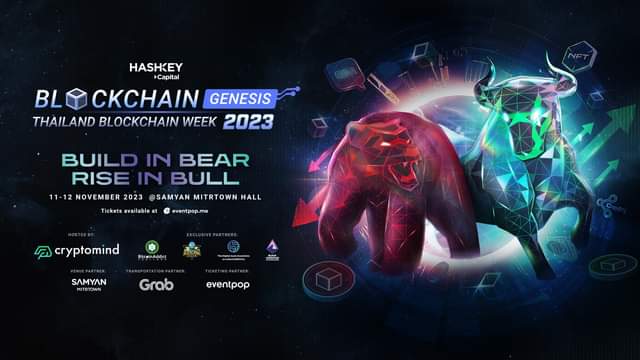 HASHKEY
Capital
BLOCKCHAIN GENESIS
THAILAND BLOCKCHAIN WEEK 2023
BUILD IN BEAR
RISE IN BULL
11-12 NOVEMBER 2023 @SAMYAN MITRTOWN HALL
Tickets available at eventpop.me
HOSTED BY:
EXCLUSIVE PARTNERS:
cryptomind
VENUE PARTNER:
TRANSPORTATION PARTNER:
TICKETING PARTNER:
SAMYAN
MITRTOWN
Grab
eventpop
NFT